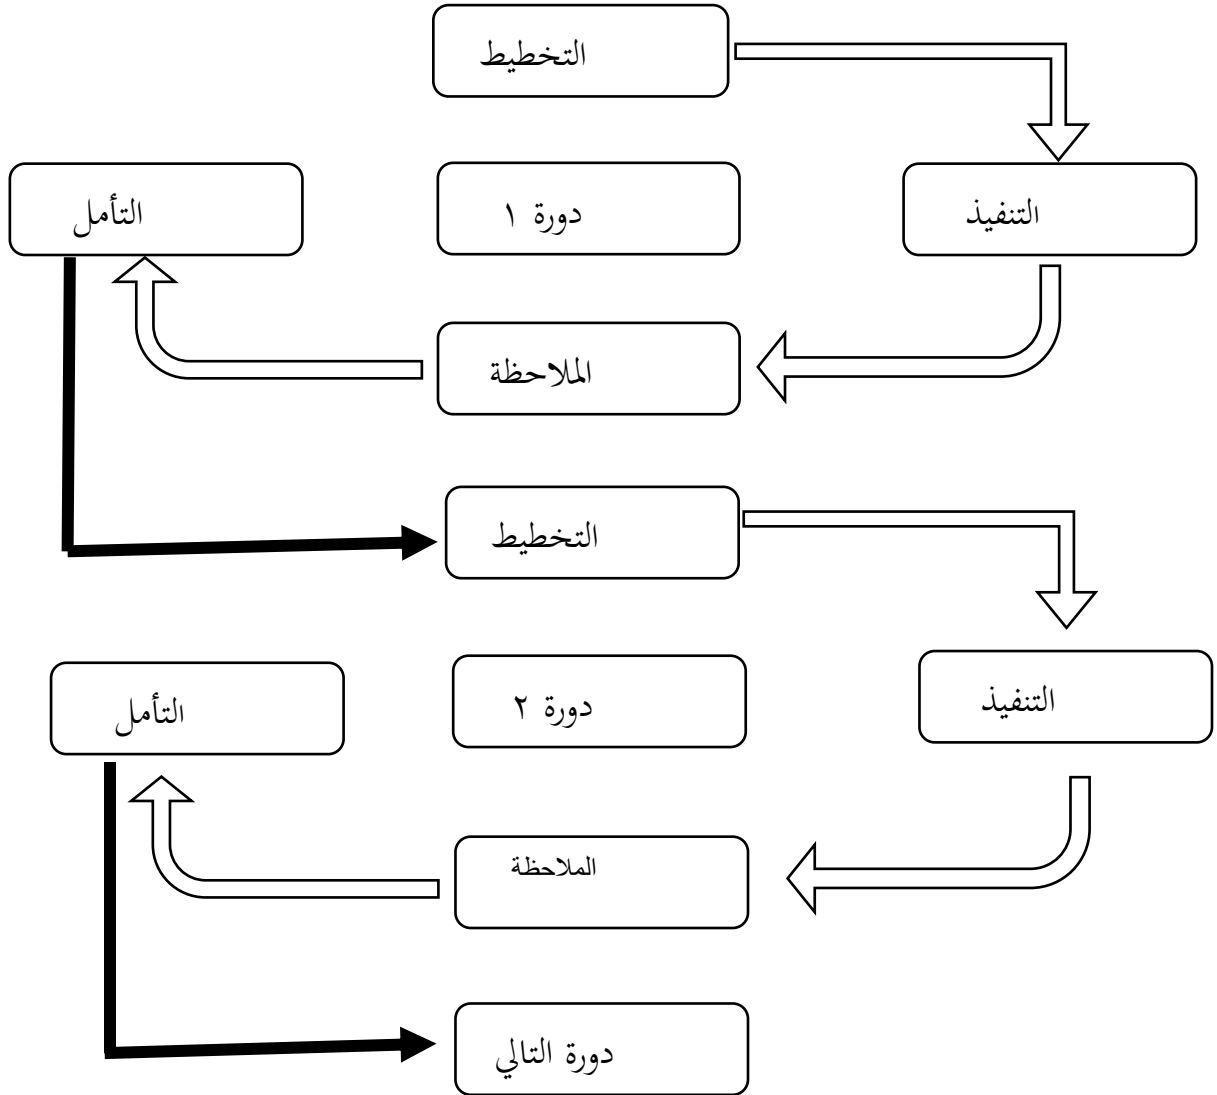 التخطيط
التنفيذ
دورة ١
التأمل
الملاحظة
التخطيط
التنفيذ
دورة ٢
التأمل
الملاحظة
دورة التالي